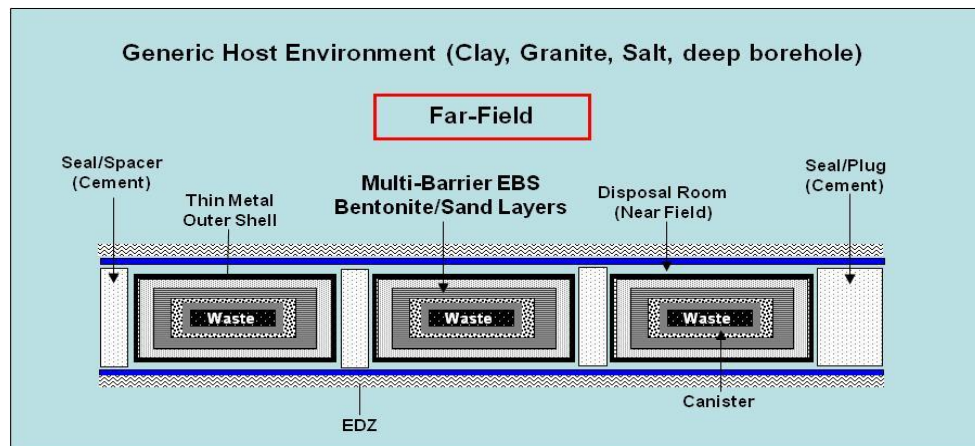 Generic Host Environment (Clay, Granite, Salt, deep borehole)
Far-Field
Seal/Spacer
(Cement)
Thin Metal
Outer Shell
Multi-Barrier EBS
Bentonite/Sand Layers
Disposal Room
(Near Field)
Seal/Plug
(Cement)
Waste
Waste
Waste
Canister
EDZ